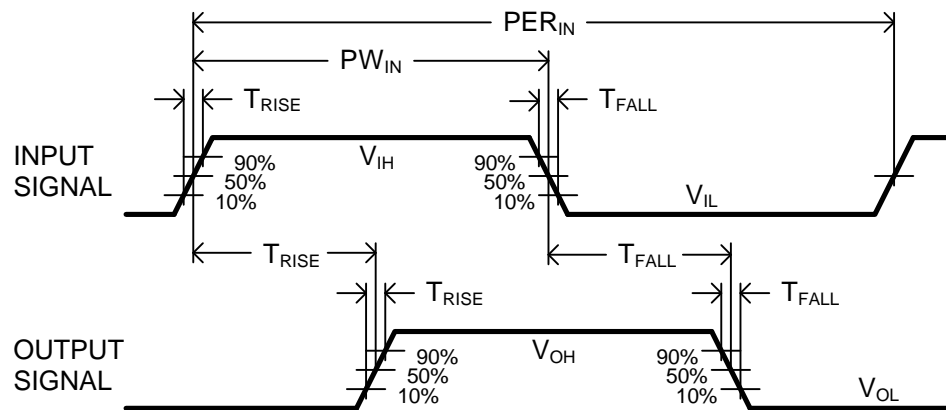 PER_IN
PW_IN
T_RISE
T_FALL
INPUT
SIGNAL
90%
50%
10%
V_IH
90%
50%
10%
V_IL
T_RISE
T_FALL
T_RISE
T_FALL
OUTPUT
SIGNAL
90%
50%
10%
V_OH
90%
50%
10%
V_OL